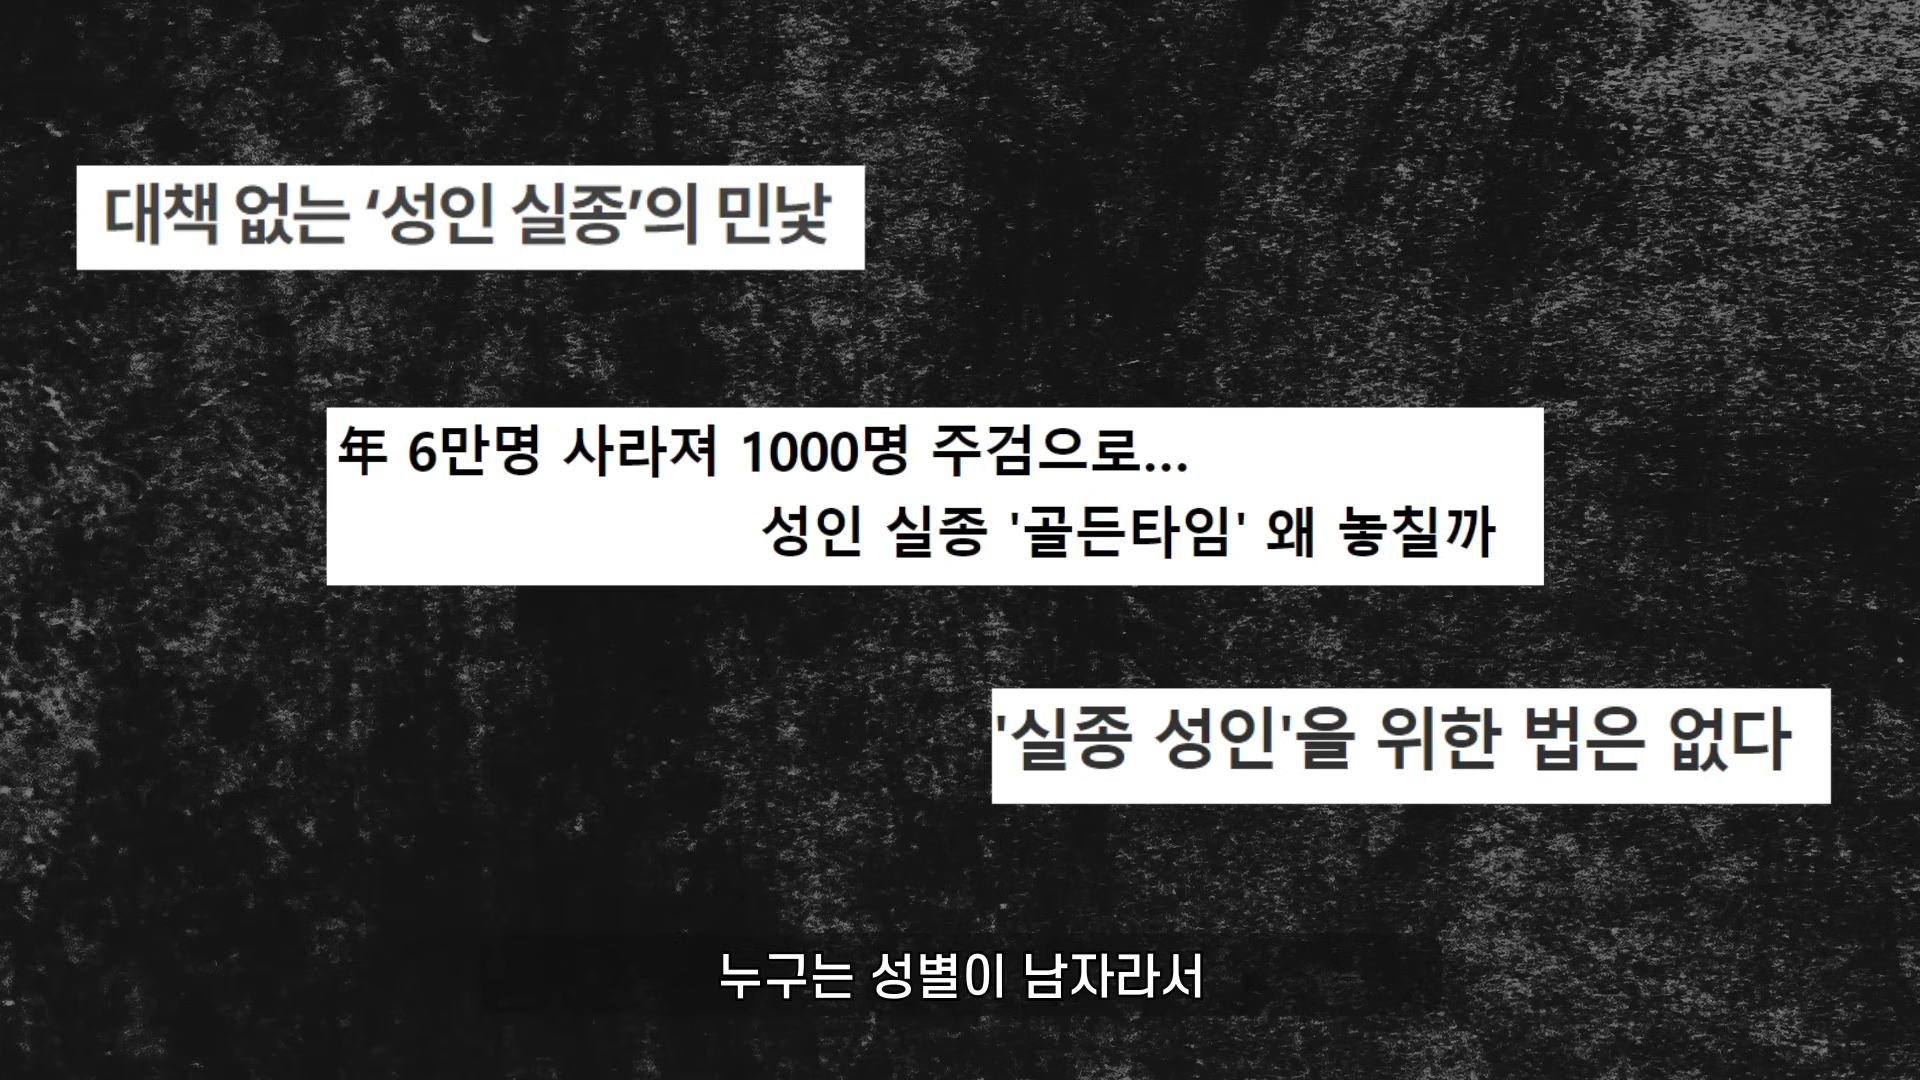 대책 없는 ‘성인 실종’의 민낯
年 6만명 사라져 1000명 주검으로...
성인 실종 '골든타임' 왜 놓칠까
'실종 성인'을 위한 법은 없다
누구는 성별이 남자라서